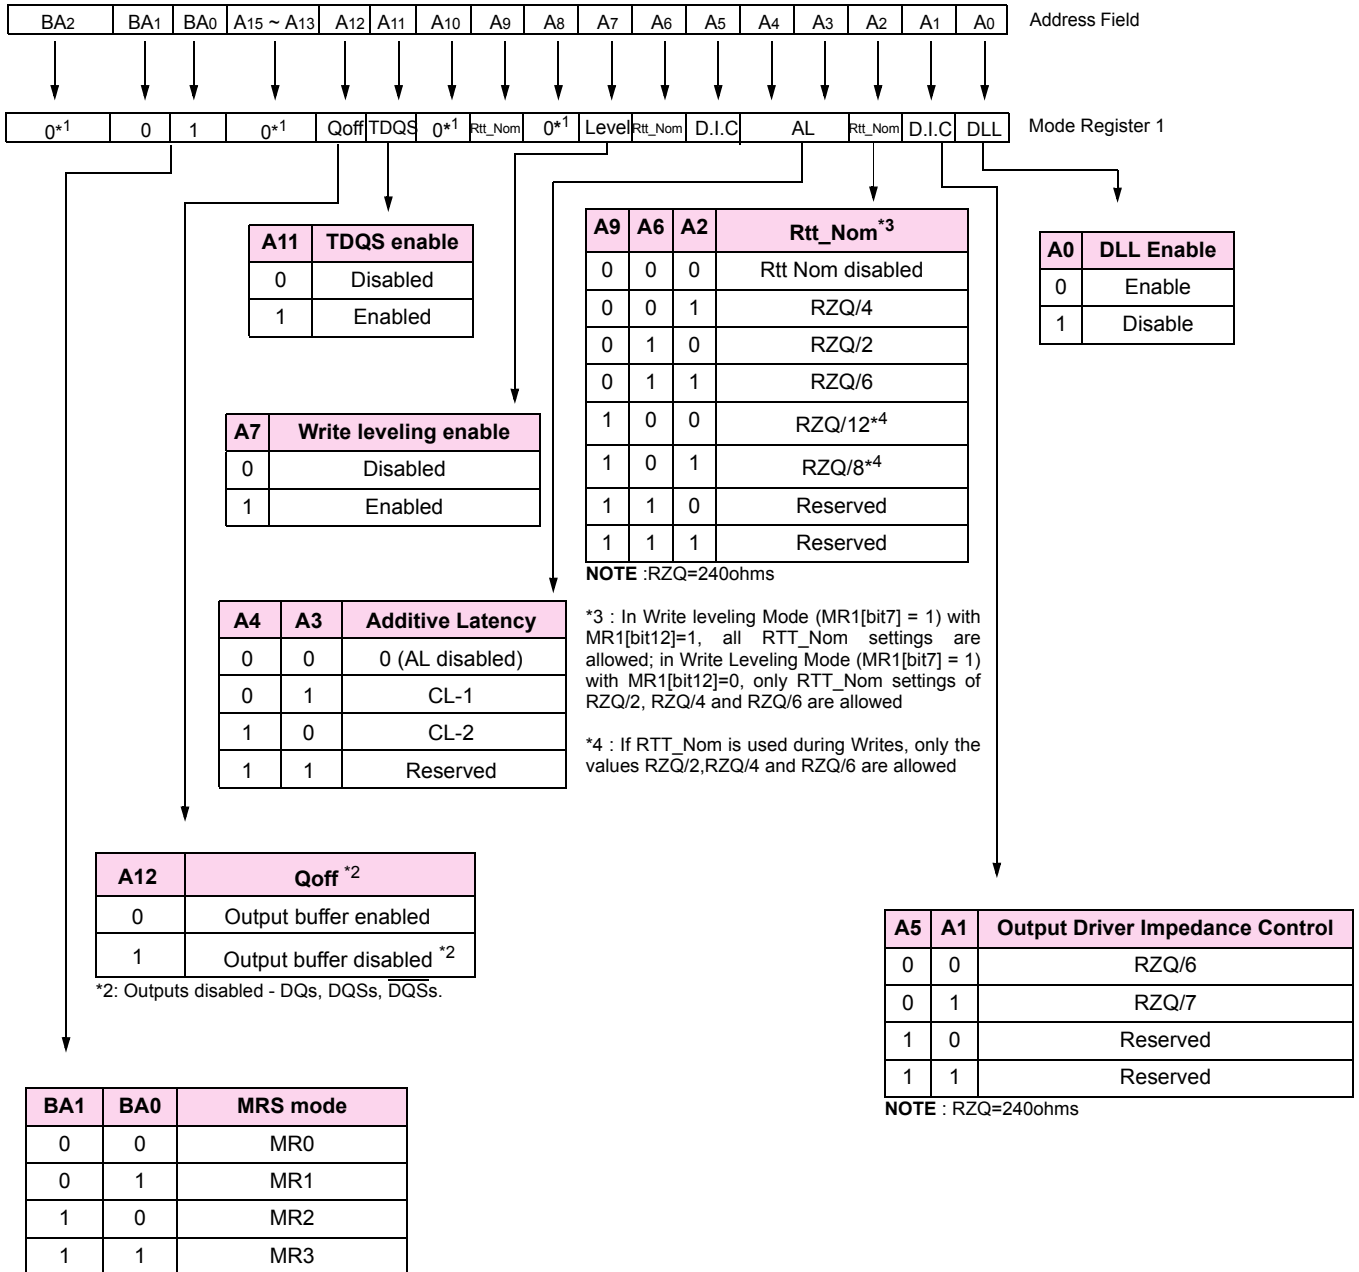 BA2 BA1 BA0 A15 ~ A13 A12 A11 A10 A9 A8 A7 A6 A5 A4 A3 A2 A1 A0 Address Field
0*1 0 1 0*1 Qoff TDQS 0*1 Rtt_Nom 0*1 Level Rtt_Nom D.I.C AL Rtt_Nom D.I.C DLL Mode Register 1
A11 TDQS enable
0 Disabled
1 Enabled
A9 A6 A2 Rtt_Nom*3
0 0 0 Rtt Nom disabled
0 0 1 RZQ/4
0 1 0 RZQ/2
0 1 1 RZQ/6
1 0 0 RZQ/12*4
1 0 1 RZQ/8*4
1 1 0 Reserved
1 1 1 Reserved
NOTE :RZQ=240ohms
*3 : In Write leveling Mode (MR1[bit7] = 1) with
MR1[bit12]=1, all RTT_Nom settings are
allowed; in Write Leveling Mode (MR1[bit7] = 1)
with MR1[bit12]=0, only RTT_Nom settings of
RZQ/2, RZQ/4 and RZQ/6 are allowed
*4 : If RTT_Nom is used during Writes, only the
values RZQ/2,RZQ/4 and RZQ/6 are allowed
A0 DLL Enable
0 Enable
1 Disable
A7 Write leveling enable
0 Disabled
1 Enabled
A4 A3 Additive Latency
0 0 0 (AL disabled)
0 1 CL-1
1 0 CL-2
1 1 Reserved
A12 Qoff *2
0 Output buffer enabled
1 Output buffer disabled *2
*2: Outputs disabled - DQs, DQSs, D̅Q̅S̅s.
A5 A1 Output Driver Impedance Control
0 0 RZQ/6
0 1 RZQ/7
1 0 Reserved
1 1 Reserved
NOTE : RZQ=240ohms
BA1 BA0 MRS mode
0 0 MR0
0 1 MR1
1 0 MR2
1 1 MR3